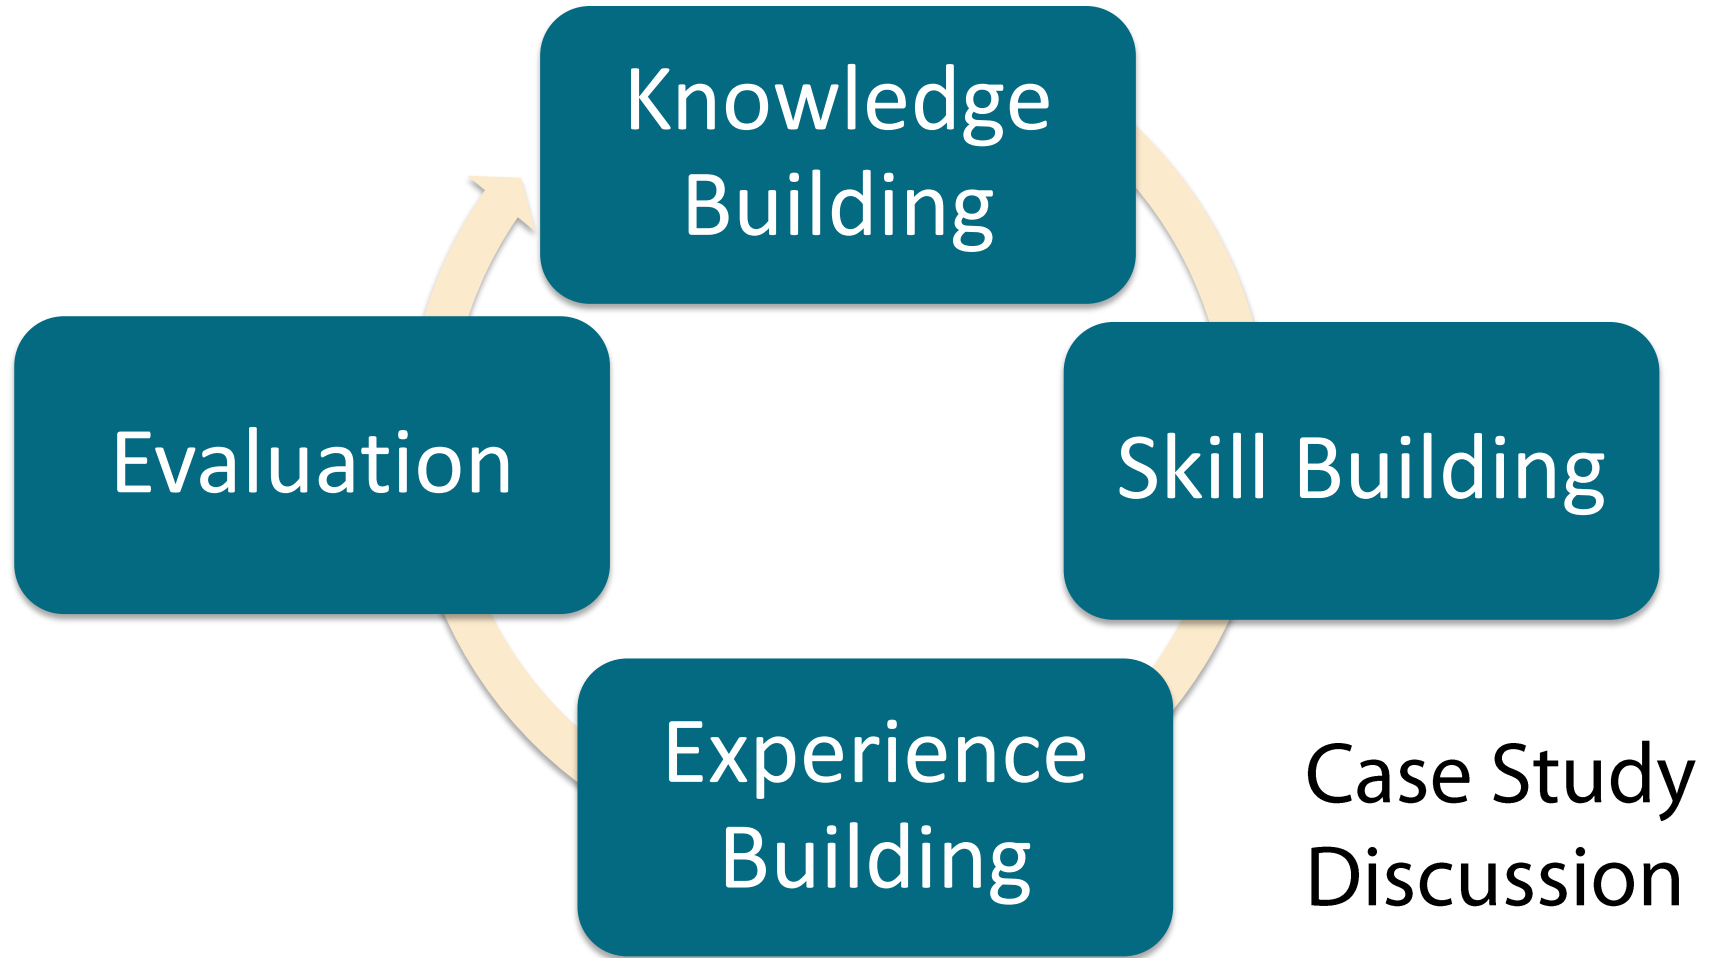 Knowledge
Building
Evaluation
Skill Building
Experience
Building
Case Study
Discussion